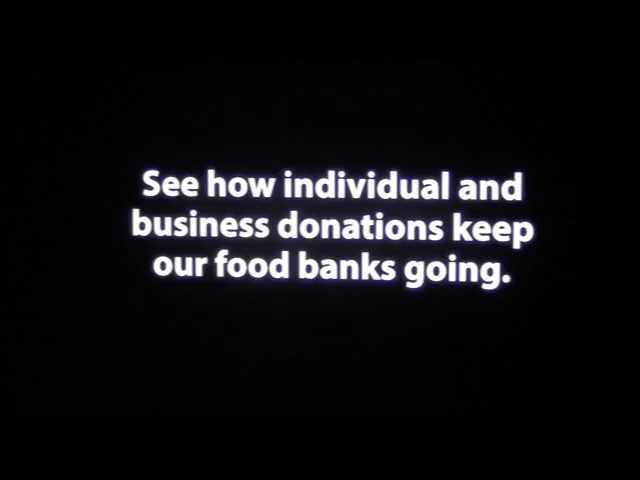 See how individual and
business donations keep
our food banks going.